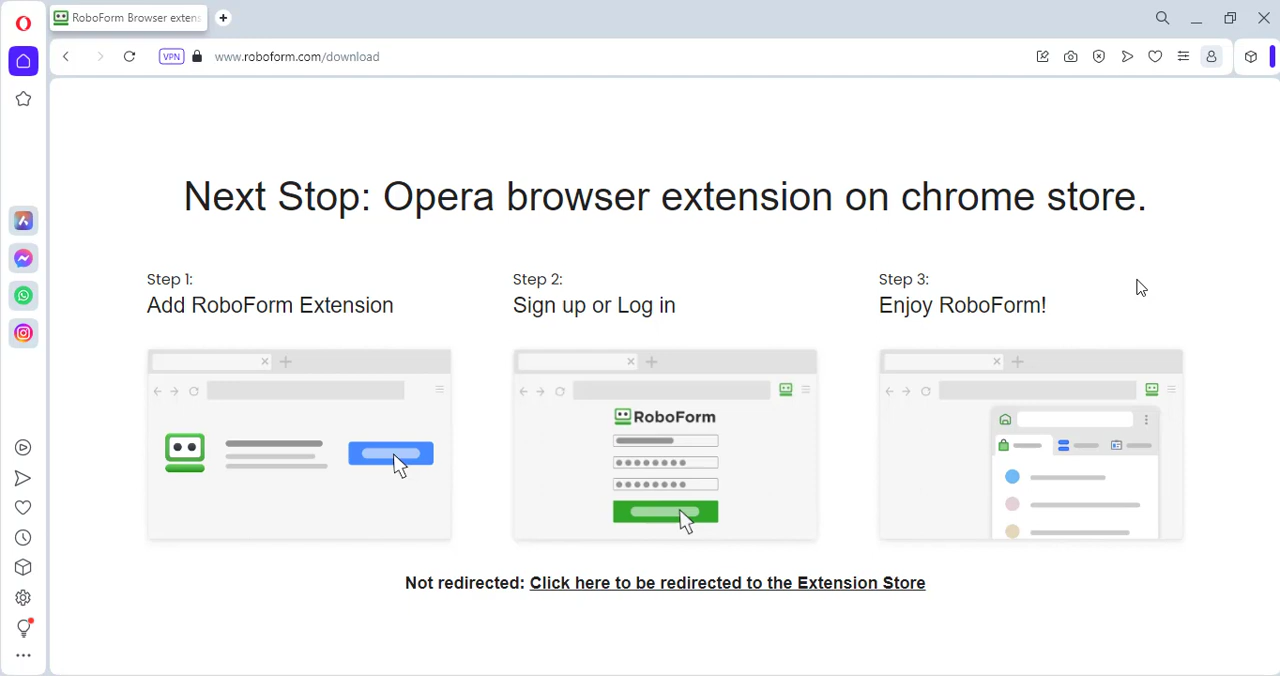 RoboForm Browser extens
VPN
www.roboform.com/download
Next Stop: Opera browser extension on chrome store.
Step 1:
Add RoboForm Extension
Step 2:
Sign up or Log in
RoboForm
Step 3:
Enjoy RoboForm!
Not redirected: Click here to be redirected to the Extension Store